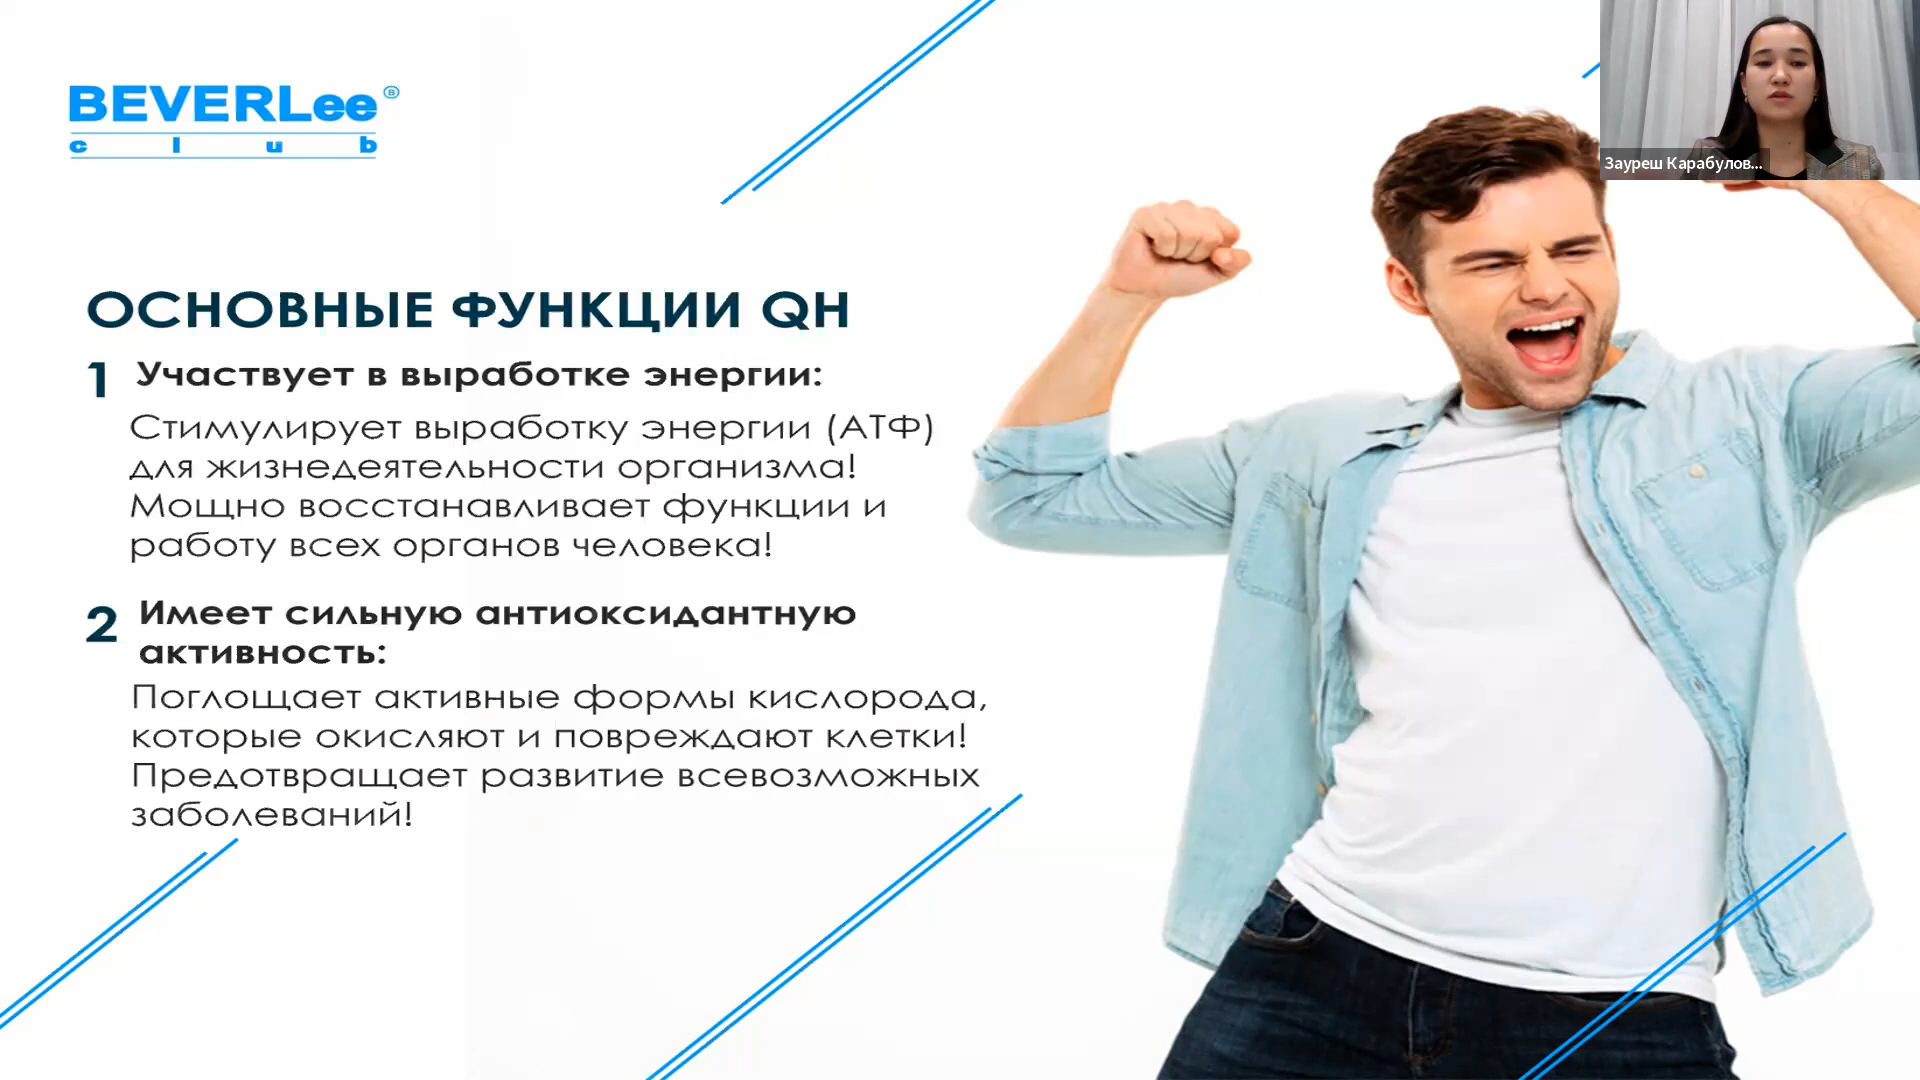 BEVERLee®
club
Зауреш Карабулов...
ОСНОВНЫЕ ФУНКЦИИ QH
1 Участвует в выработке энергии:
Стимулирует выработку энергии (АТФ)
для жизнедеятельности организма!
Мощно восстанавливает функции и
работу всех органов человека!
2 Имеет сильную антиоксидантную
активность:
Поглощает активные формы кислорода,
которые окисляют и повреждают клетки!
Предотвращает развитие всевозможных
заболеваний!